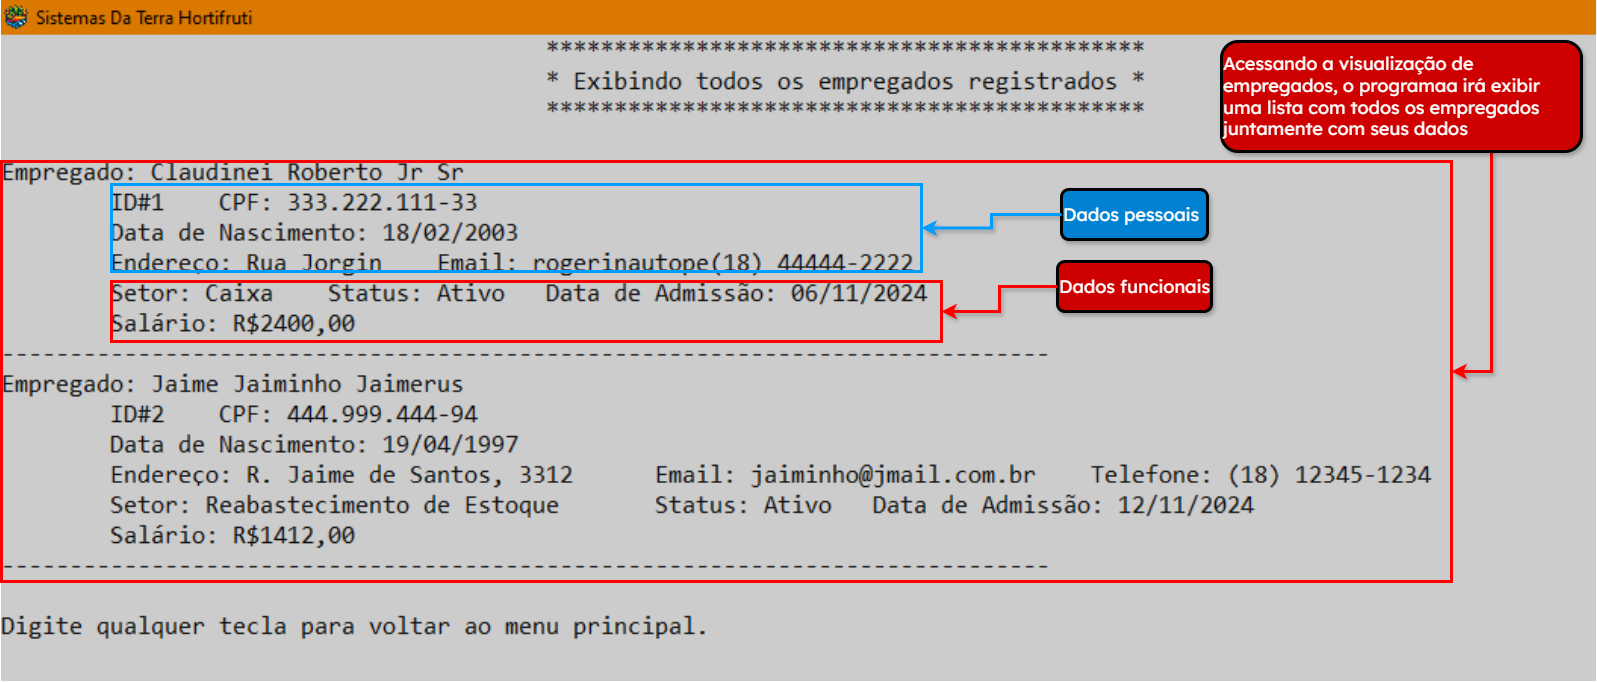 Sistemas Da Terra Hortifruti
********************************************
* Exibindo todos os empregados registrados *
********************************************
Acessando a visualização de
empregados, o programaa irá exibir
uma lista com todos os empregados
juntamente com seus dados
Empregado: Claudinei Roberto Jr Sr
ID#1    CPF: 333.222.111-33
Data de Nascimento: 18/02/2003
Endereço: Rua Jorgin    Email: rogerinautope(18) 44444-2222
Dados pessoais
Setor: Caixa    Status: Ativo   Data de Admissão: 06/11/2024
Salário: R$2400,00
Dados funcionais
-----------------------------------------------------------------------------
Empregado: Jaime Jaiminho Jaimerus
ID#2    CPF: 444.999.444-94
Data de Nascimento: 19/04/1997
Endereço: R. Jaime de Santos, 3312      Email: jaiminho@jmail.com.br    Telefone: (18) 12345-1234
Setor: Reabastecimento de Estoque       Status: Ativo   Data de Admissão: 12/11/2024
Salário: R$1412,00
-----------------------------------------------------------------------------
Digite qualquer tecla para voltar ao menu principal.